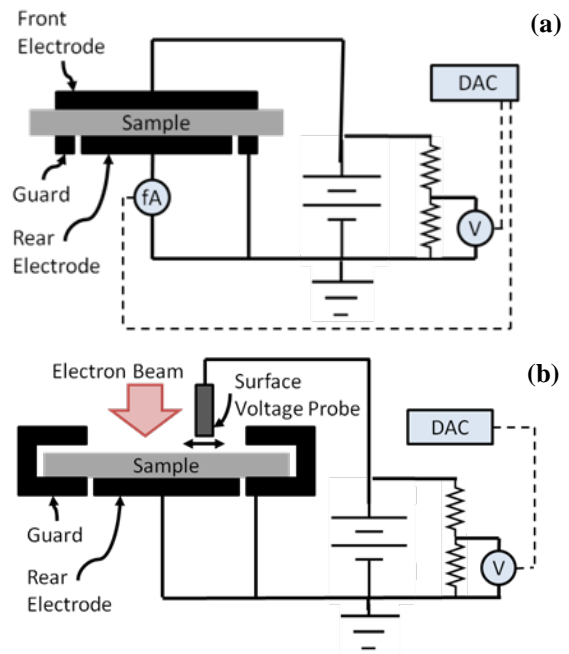 Front
Electrode
(a)
DAC
Sample
Guard
fA
Rear
Electrode
V
Electron Beam
(b)
Surface
Voltage Probe
DAC
Sample
Guard
V
Rear
Electrode